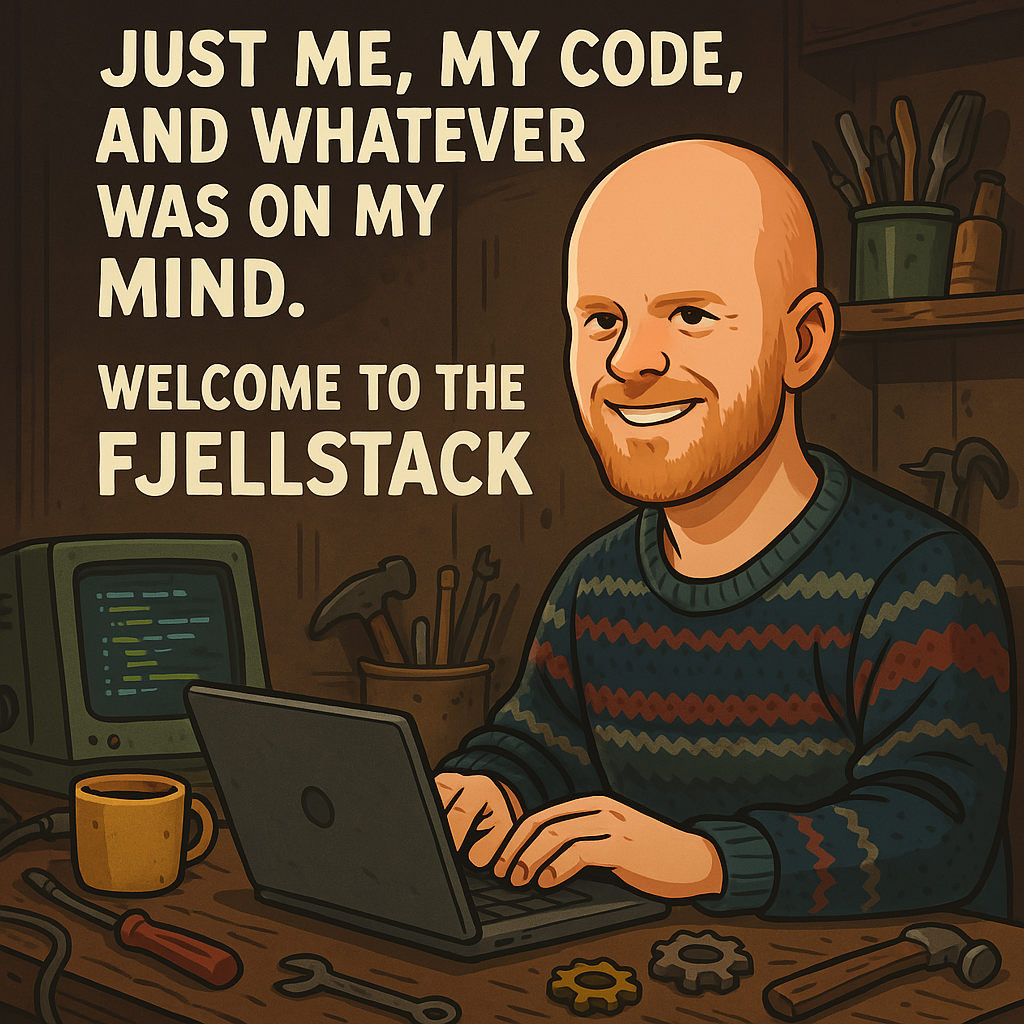 JUST ME, MY CODE,
AND WHATEVER
WAS ON MY
MIND.
WELCOME TO THE
FJELLSTACK